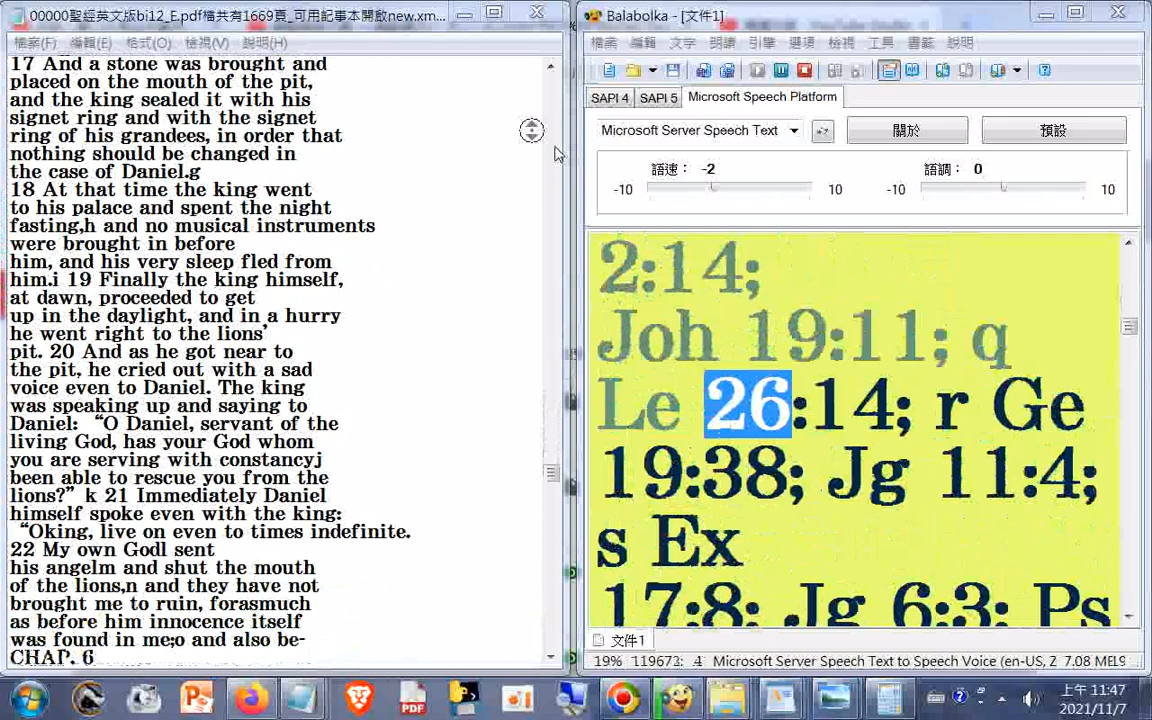 00000聖經英文版bi12_E.pdf檔共有1669頁_可用記事本開啟new.xm...
檔案(F) 編輯(E) 格式(O) 檢視(V) 說明(H)
17 And a stone was brought and
placed on the mouth of the pit,
and the king sealed it with his
signet ring and with the signet
ring of his grandees, in order that
nothing should be changed in
the case of Daniel.g
18 At that time the king went
to his palace and spent the night
fasting,h and no musical instruments
were brought in before
him, and his very sleep fled from
him.i 19 Finally the king himself,
at dawn, proceeded to get
up in the daylight, and in a hurry
he went right to the lions’
pit. 20 And as he got near to
the pit, he cried out with a sad
voice even to Daniel. The king
was speaking up and saying to
Daniel: “O Daniel, servant of the
living God, has your God whom
you are serving with constancyj
been able to rescue you from the
lions?” k 21 Immediately Daniel
himself spoke even with the king:
“Oking, live on even to times indefinite.
22 My own Godl sent
his angelm and shut the mouth
of the lions,n and they have not
brought me to ruin, forasmuch
as before him innocence itself
was found in me;o and also be-
CHAP. 6
Balabolka - [文件1]
檔案 編輯 文字 朗讀 引擎 選項 檢視 工具 書籤 說明
SAPI 4 SAPI 5 Microsoft Speech Platform
Microsoft Server Speech Text 關於 預設
語速： -2 語調： 0
-10 10 -10 10
2:14;
Joh 19:11; q
Le 26:14; r Ge
19:38; Jg 11:4;
s Ex
17:8; Jg 6:3; Ps
文件1
19% 119672: 4 Microsoft Server Speech Text to Speech Voice (en-US, Z 7.08 ME
PDF
上午 11:47
2021/11/7